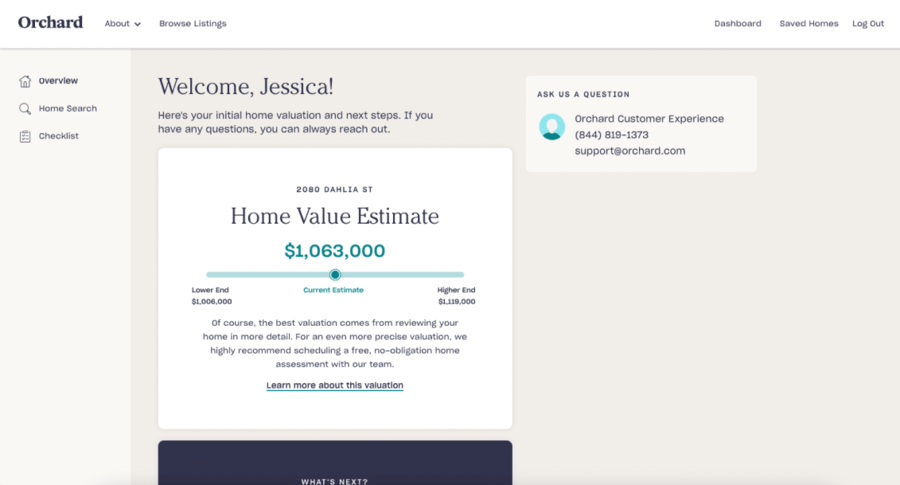 Orchard
About
Browse Listings
Dashboard
Saved Homes
Log Out
Overview
Home Search
Checklist
Welcome, Jessica!
Here's your initial home valuation and next steps. If you
have any questions, you can always reach out.
2080 DAHLIA ST
Home Value Estimate
$1,063,000
Lower End
$1,006,000
Current Estimate
Higher End
$1,119,000
Of course, the best valuation comes from reviewing your
home in more detail. For an even more precise valuation, we
highly recommend scheduling a free, no-obligation home
assessment with our team.
Learn more about this valuation
WHAT'S NEXT?
ASK US A QUESTION
Orchard Customer Experience
(844) 819-1373
support@orchard.com